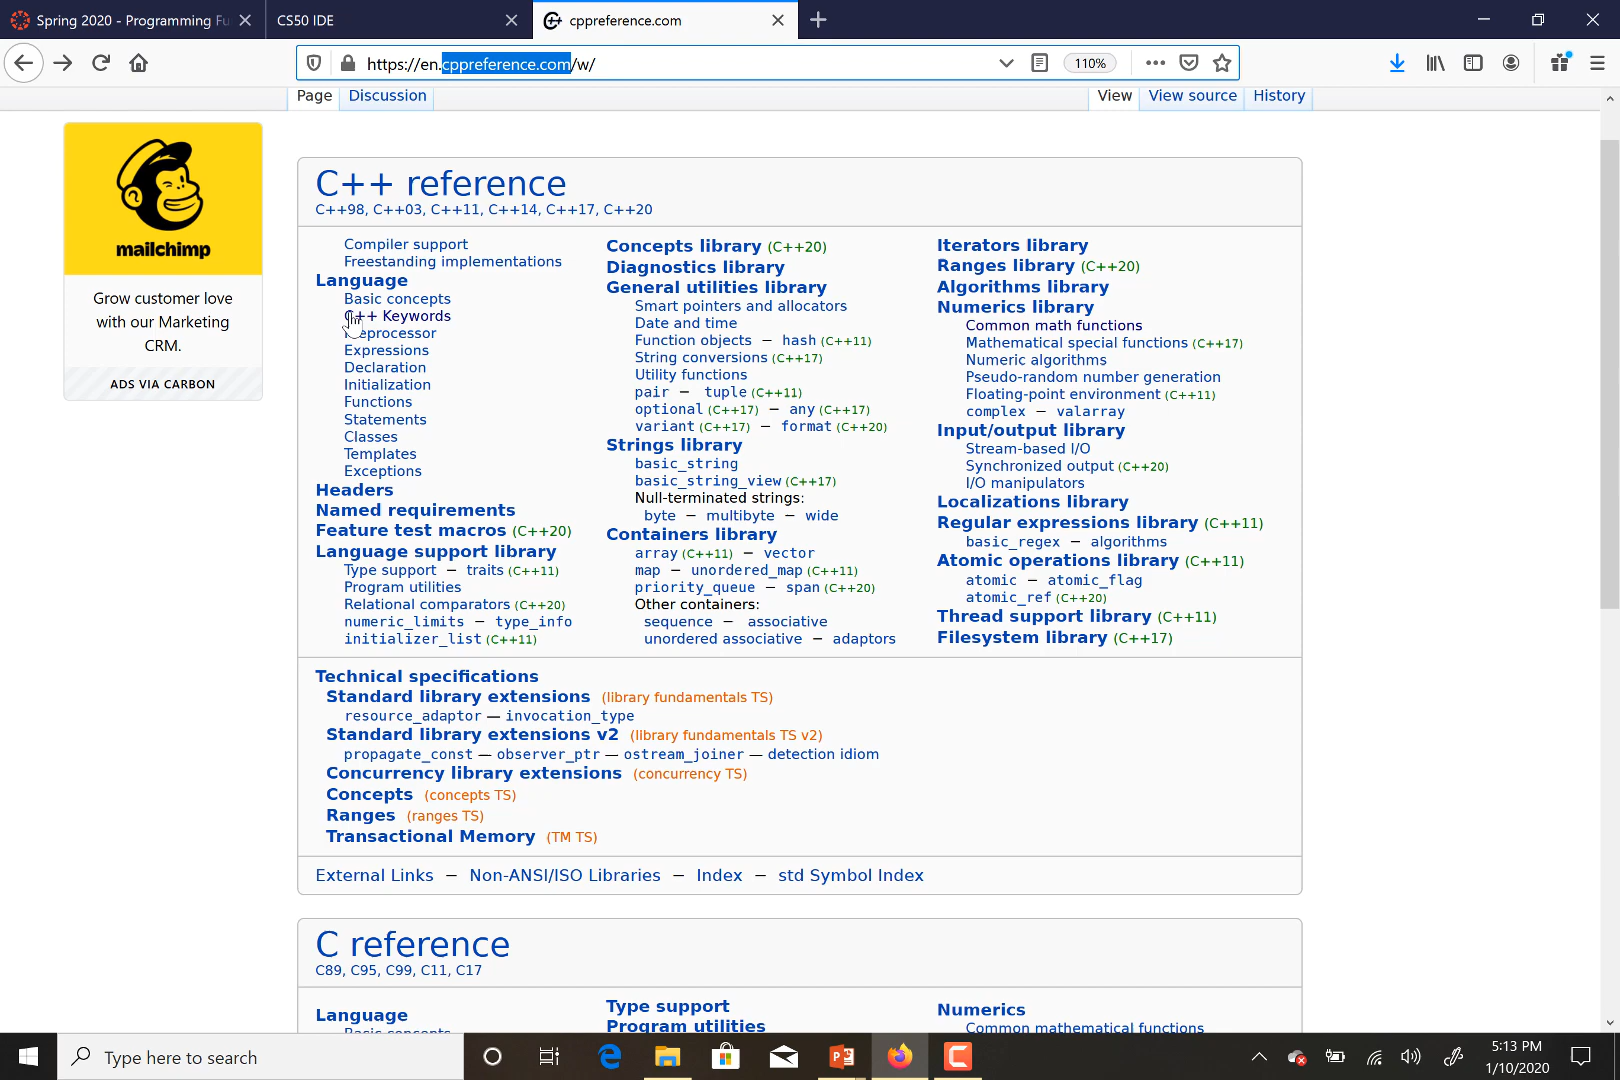 Spring 2020 - Programming Fu
CS50 IDE
cppreference.com
https://en.cppreference.com/w/
110%
Page
Discussion
View
View source
History
mailchimp
Grow customer love
with our Marketing
CRM.
ADS VIA CARBON
C++ reference
C++98, C++03, C++11, C++14, C++17, C++20
Compiler support
Freestanding implementations
Language
Basic concepts
C++ Keywords
Preprocessor
Expressions
Declaration
Initialization
Functions
Statements
Classes
Templates
Exceptions
Headers
Named requirements
Feature test macros (C++20)
Language support library
Type support − traits (C++11)
Program utilities
Relational comparators (C++20)
numeric_limits − type_info
initializer_list (C++11)
Concepts library (C++20)
Diagnostics library
General utilities library
Smart pointers and allocators
Date and time
Function objects − hash (C++11)
String conversions (C++17)
Utility functions
pair − tuple (C++11)
optional (C++17) − any (C++17)
variant (C++17) − format (C++20)
Strings library
basic_string
basic_string_view (C++17)
Null-terminated strings:
byte − multibyte − wide
Containers library
array (C++11) − vector
map − unordered_map (C++11)
priority_queue − span (C++20)
Other containers:
sequence − associative
unordered associative − adaptors
Iterators library
Ranges library (C++20)
Algorithms library
Numerics library
Common math functions
Mathematical special functions (C++17)
Numeric algorithms
Pseudo-random number generation
Floating-point environment (C++11)
complex − valarray
Input/output library
Stream-based I/O
Synchronized output (C++20)
I/O manipulators
Localizations library
Regular expressions library (C++11)
basic_regex − algorithms
Atomic operations library (C++11)
atomic − atomic_flag
atomic_ref (C++20)
Thread support library (C++11)
Filesystem library (C++17)
Technical specifications
Standard library extensions (library fundamentals TS)
resource_adaptor — invocation_type
Standard library extensions v2 (library fundamentals TS v2)
propagate_const — observer_ptr — ostream_joiner — detection idiom
Concurrency library extensions (concurrency TS)
Concepts (concepts TS)
Ranges (ranges TS)
Transactional Memory (TM TS)
External Links − Non-ANSI/ISO Libraries − Index − std Symbol Index
C reference
C89, C95, C99, C11, C17
Language
Basic concepts
Type support
Program utilities
Numerics
Common mathematical functions
Type here to search
5:13 PM
1/10/2020